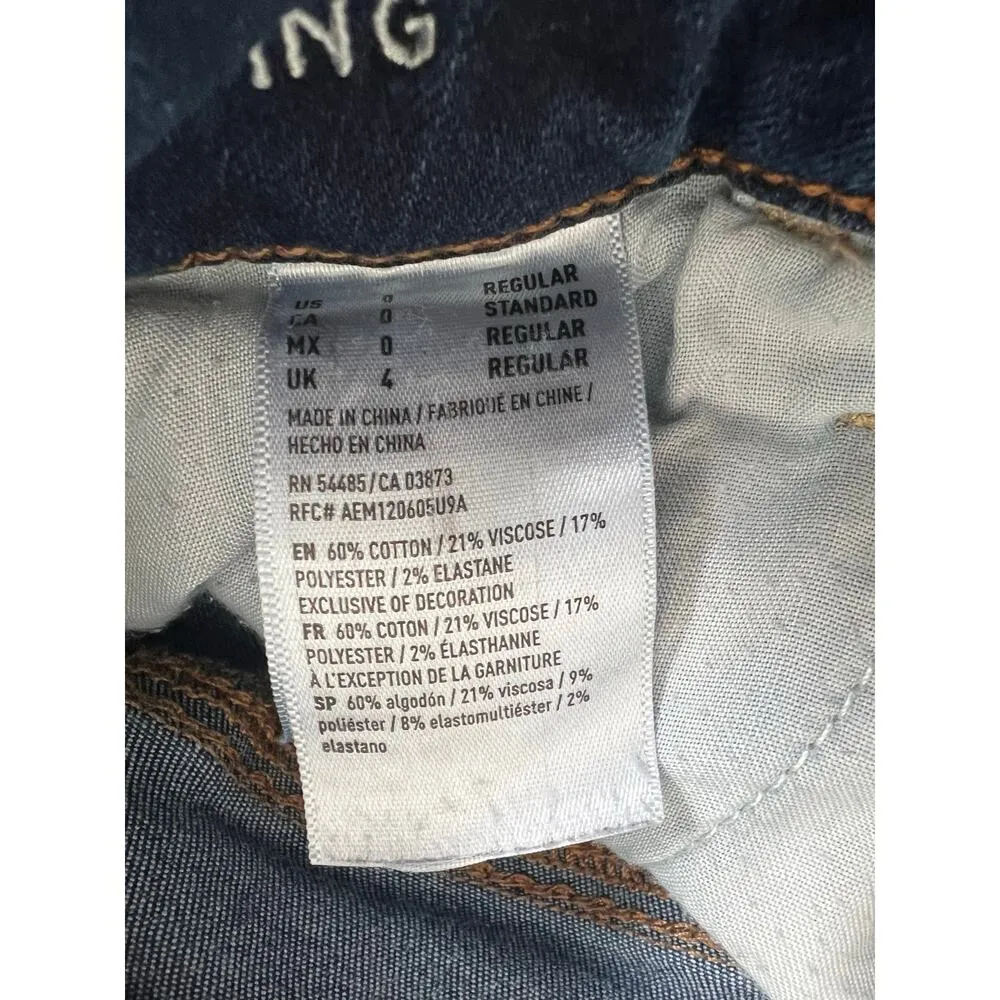 ING
US 0 REGULAR
CA 0 STANDARD
MX 0 REGULAR
UK 4 REGULAR
MADE IN CHINA / FABRIQUÉ EN CHINE /
HECHO EN CHINA
RN 54485/CA 03873
RFC# AEM120605U9A
EN 60% COTTON / 21% VISCOSE / 17%
POLYESTER / 2% ELASTANE
EXCLUSIVE OF DECORATION
FR 60% COTON / 21% VISCOSE / 17%
POLYESTER / 2% ÉLASTHANNE
À L'EXCEPTION DE LA GARNITURE
SP 60% algodón / 21% viscosa / 9%
poliéster / 8% elastomultiéster / 2%
elastano